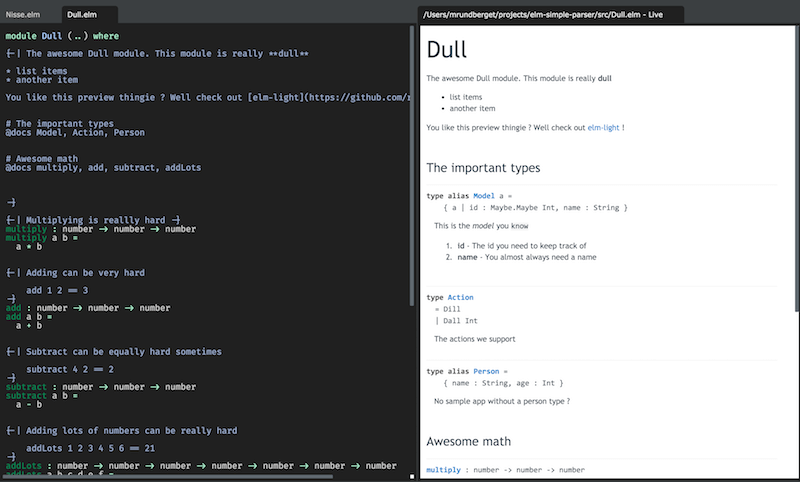 Nisse.elm
Dull.elm
module Dull (..) where
{-| The awesome Dull module. This module is really **dull**
* list items
* another item
You like this preview thingie ? Well check out [elm-light](https://github.com/
# The important types
@docs Model, Action, Person
# Awesome math
@docs multiply, add, subtract, addLots
-}
{-| Multiplying is reallly hard -}
multiply : number -> number -> number
multiply a b =
a * b
{-| Adding can be very hard
add 1 2 == 3
-}
add : number -> number -> number
add a b =
a + b
{-| Subtract can be equally hard sometimes
subtract 4 2 == 2
-}
subtract : number -> number -> number
subtract a b =
a - b
{-| Adding lots of numbers can be really hard
addLots 1 2 3 4 5 6 == 21
-}
addLots : number -> number -> number -> number -> number -> number -> number
addLots a b c d e f =
/Users/mrundberget/projects/elm-simple-parser/src/Dull.elm - Live
Dull
The awesome Dull module. This module is really dull
• list items
• another item
You like this preview thingie ? Well check out elm-light !
The important types
type alias Model a =
{ a | id : Maybe.Maybe Int, name : String }
This is the model you know
1. id - The id you need to keep track of
2. name - You almost always need a name
type Action
= Dill
| Dall Int
The actions we support
type alias Person =
{ name : String, age : Int }
No sample app without a person type ?
Awesome math
multiply : number -> number -> number